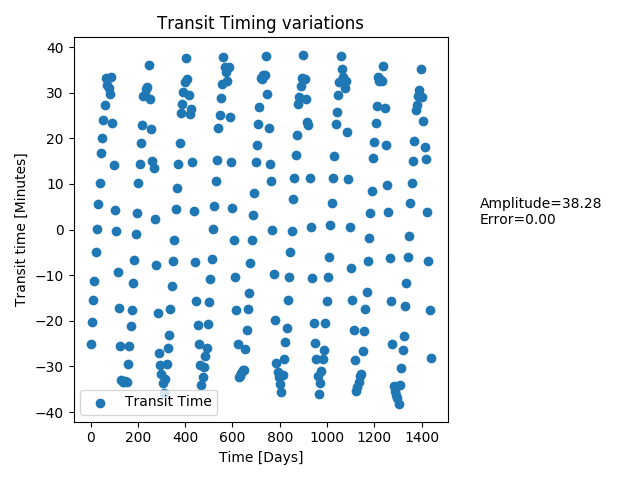 Transit Timing variations
Transit time [Minutes]
40
30
20
10
0
−10
−20
−30
−40
Amplitude=38.28
Error=0.00
Transit Time
0 200 400 600 800 1000 1200 1400
Time [Days]